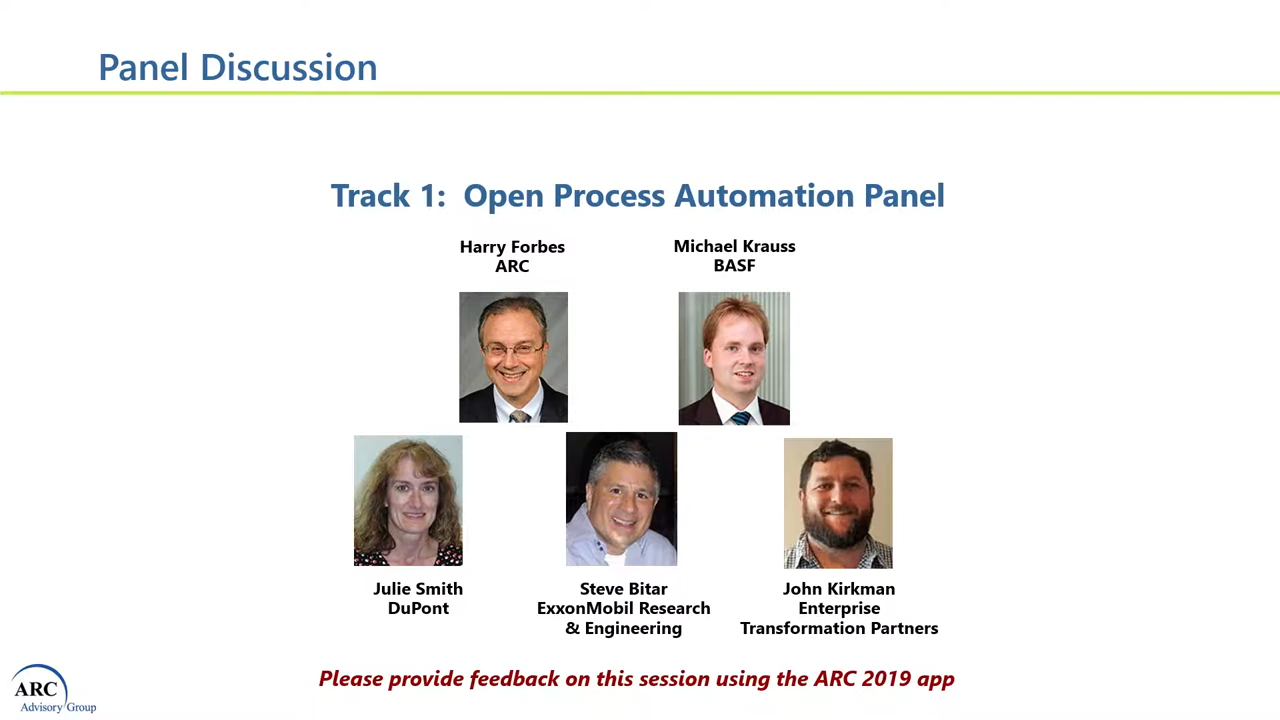 Panel Discussion
Track 1: Open Process Automation Panel
Harry Forbes
ARC
Michael Krauss
BASF
Julie Smith
DuPont
Steve Bitar
ExxonMobil Research
& Engineering
John Kirkman
Enterprise
Transformation Partners
Please provide feedback on this session using the ARC 2019 app
ARC
Advisory Group